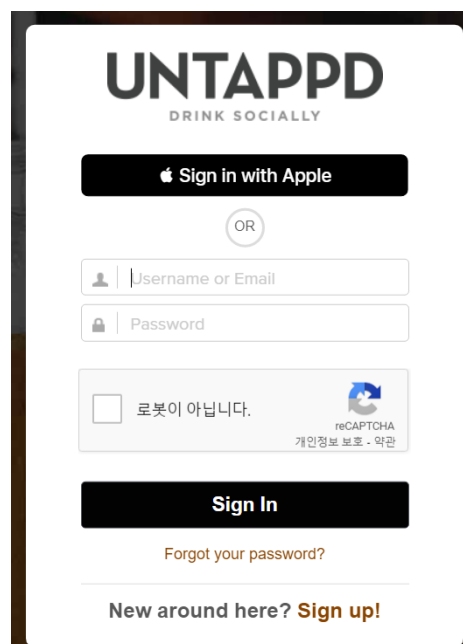 UNTAPPD
DRINK SOCIALLY
Sign in with Apple
OR
Username or Email
Password
로봇이 아닙니다.
reCAPTCHA
개인정보 보호 - 약관
Sign In
Forgot your password?
New around here? Sign up!